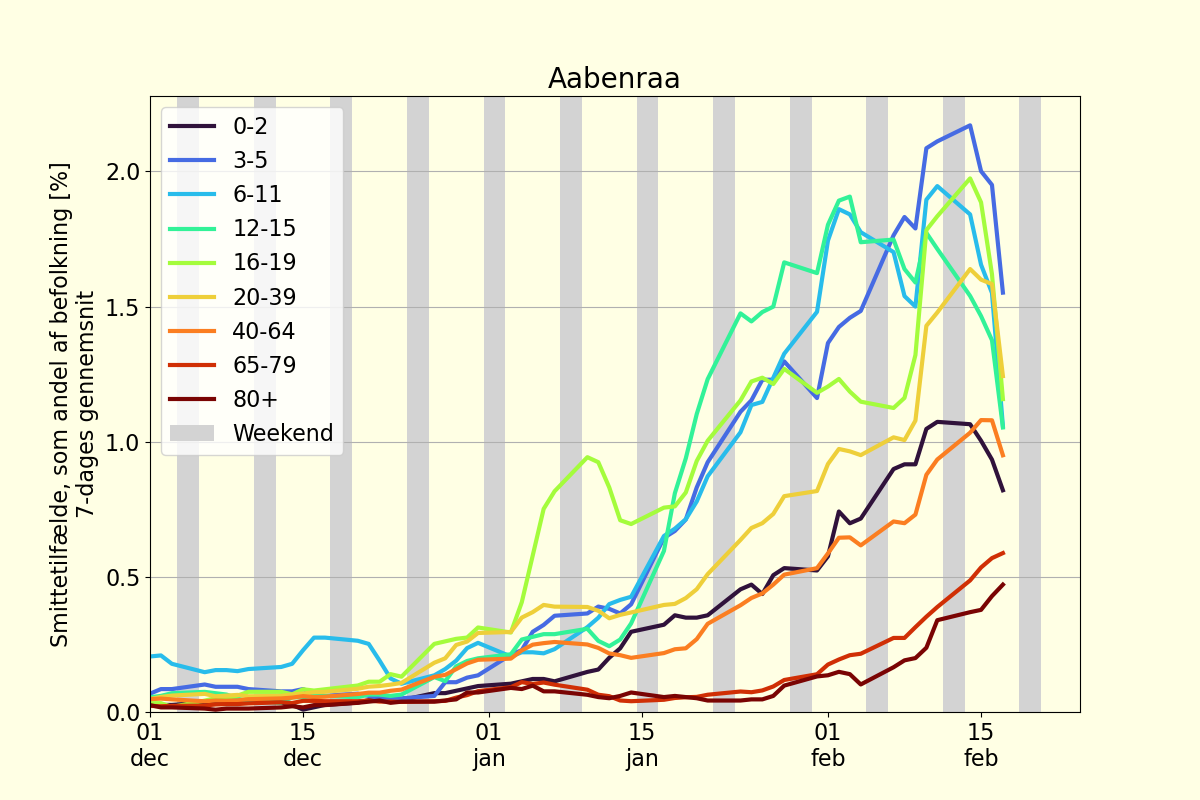 Aabenraa
Smittetilfælde, som andel af befolkning [%]
7-dages gennemsnit
2.0
1.5
1.0
0.5
0.0
0-2
3-5
6-11
12-15
16-19
20-39
40-64
65-79
80+
Weekend
01
dec
15
dec
01
jan
15
jan
01
feb
15
feb